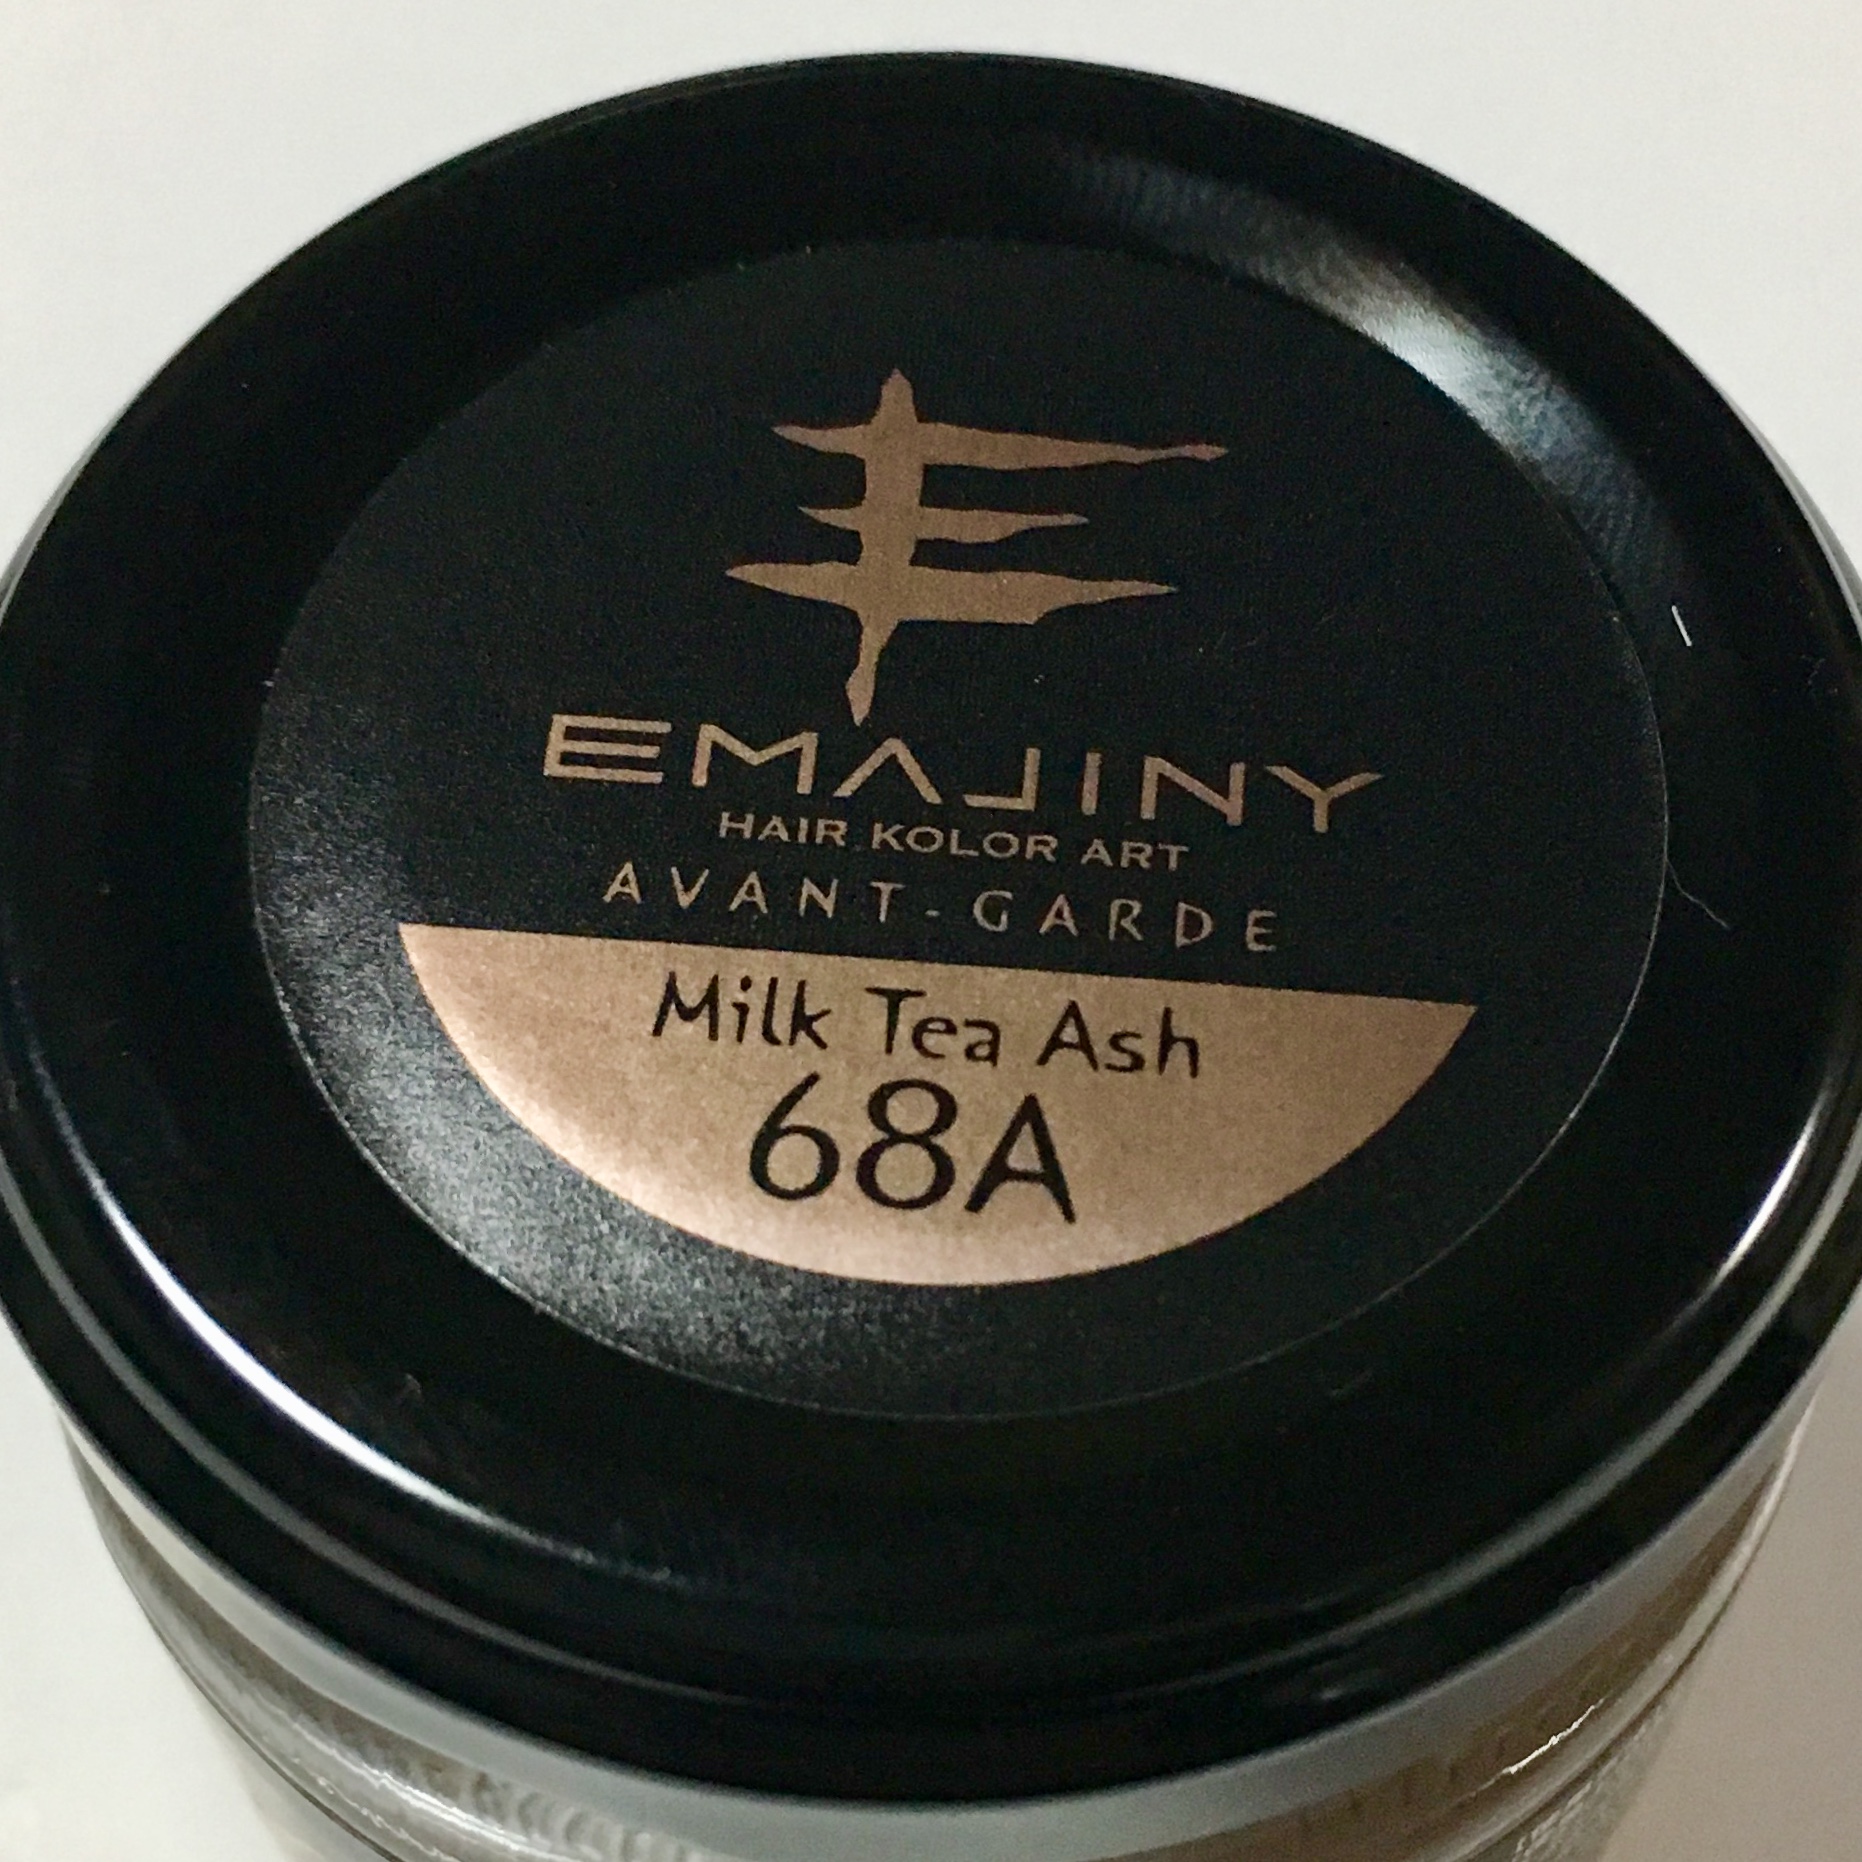 EMAJINY
HAIR KOLOR ART
AVANT-GARDE
Milk Tea Ash
68A